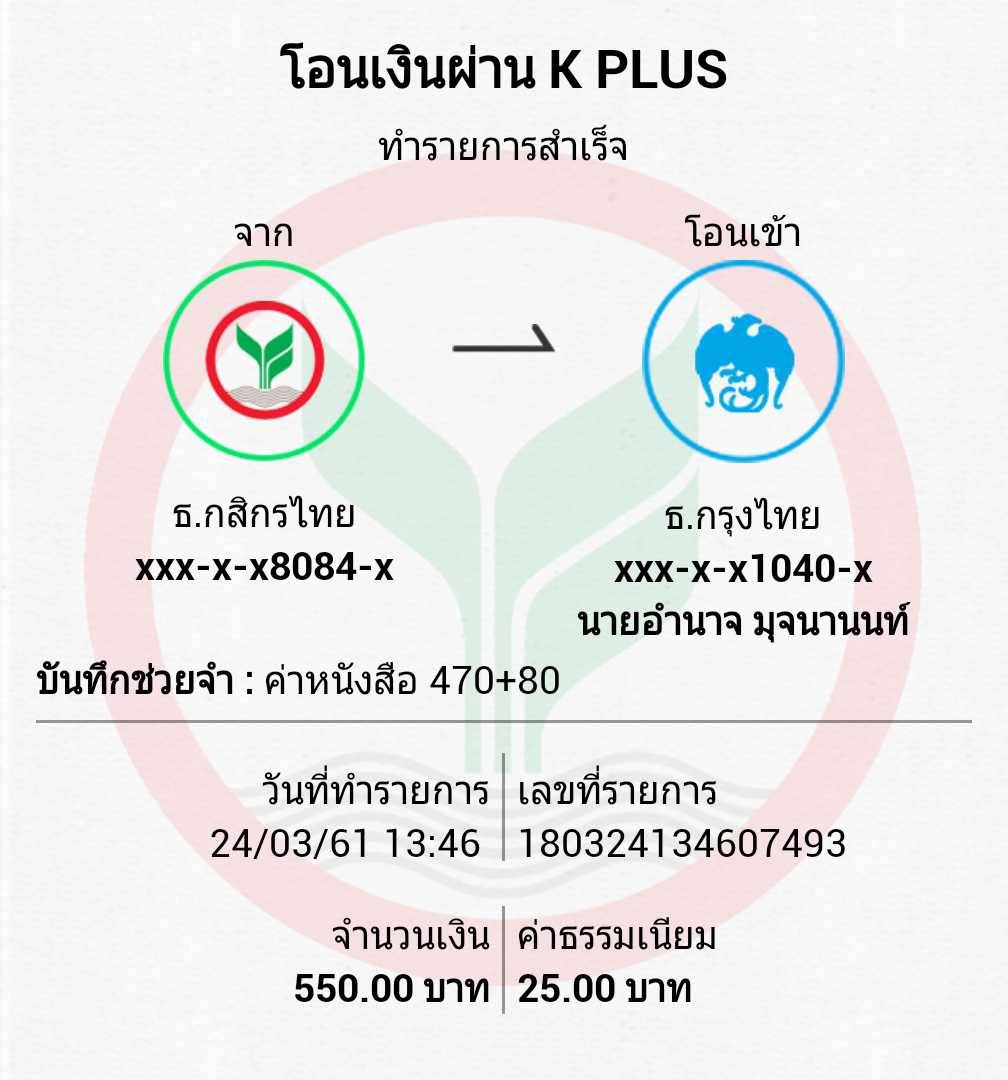 โอนเงินผ่าน K PLUS
ทำรายการสำเร็จ
จาก
โอนเข้า
ธ.กสิกรไทย
xxx-x-x8084-x
ธ.กรุงไทย
xxx-x-x1040-x
นายอำนาจ มุจนานนท์
บันทึกช่วยจำ : ค่าหนังสือ 470+80
วันที่ทำรายการ
24/03/61 13:46
เลขที่รายการ
180324134607493
จำนวนเงิน
550.00 บาท
ค่าธรรมเนียม
25.00 บาท